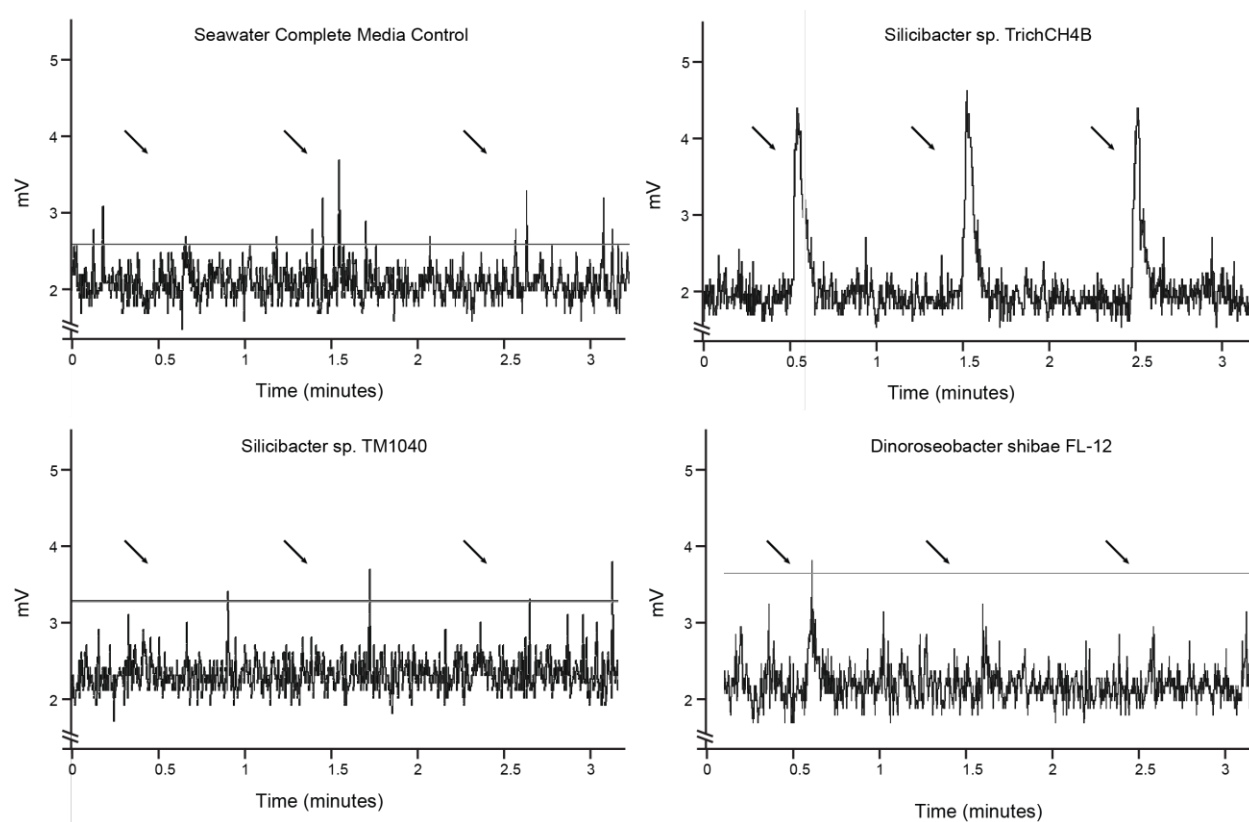 Seawater Complete Media Control
5
4
3
2
mV
0 0.5 1 1.5 2 2.5 3
Time (minutes)
Silicibacter sp. TrichCH4B
5
4
3
2
mV
0 0.5 1 1.5 2 2.5 3
Time (minutes)
Silicibacter sp. TM1040
5
4
3
2
mV
0 0.5 1 1.5 2 2.5 3
Time (minutes)
Dinoroseobacter shibae FL-12
5
4
3
2
mV
0 0.5 1 1.5 2 2.5 3
Time (minutes)